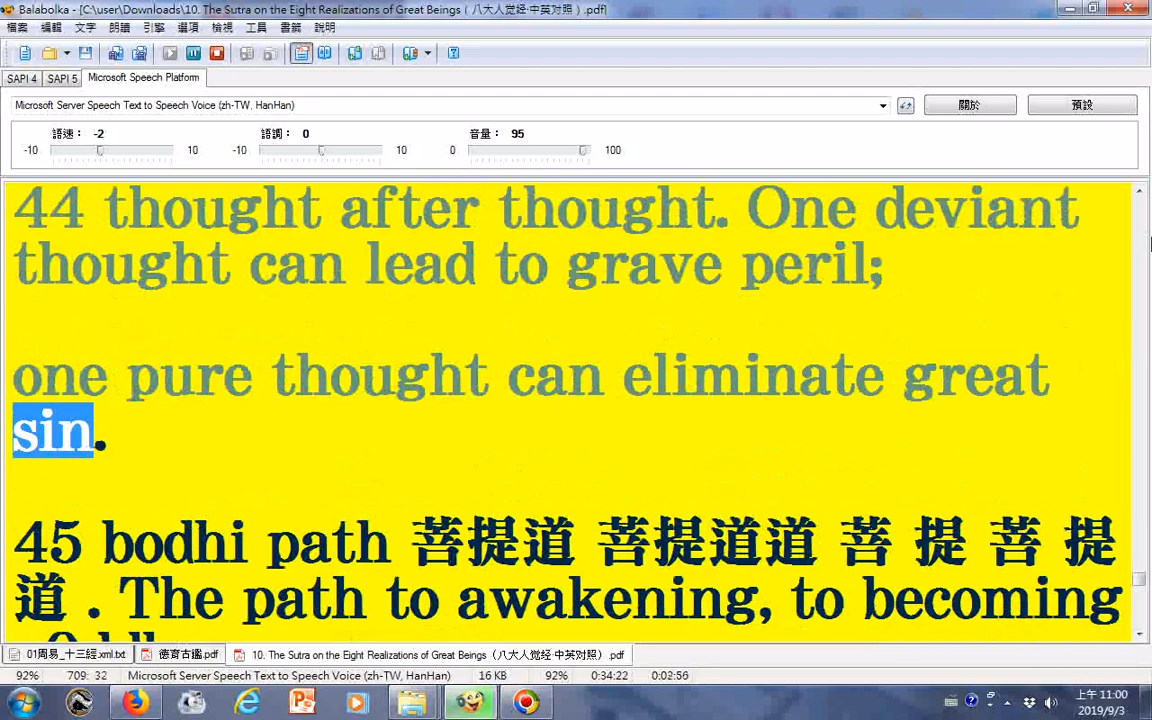 Balabolka - [C:\user\Downloads\10. The Sutra on the Eight Realizations of Great Beings（八大人觉经·中英对照）.pdf]
檔案 編輯 文字 朗讀 引擎 選項 檢視 工具 書籤 說明
SAPI 4 SAPI 5 Microsoft Speech Platform
Microsoft Server Speech Text to Speech Voice (zh-TW, HanHan) 關於 預設
語速： -2 語調： 0 音量： 95
-10 10 -10 10 0 100
44 thought after thought. One deviant
thought can lead to grave peril;
one pure thought can eliminate great
sin.
45 bodhi path 菩提道 菩提道道 菩 提 菩 提
道 . The path to awakening, to becoming
01周易_十三經.xml.txt 德育古鑑.pdf 10. The Sutra on the Eight Realizations of Great Beings（八大人觉经·中英对照）.pdf
92% 709: 32 Microsoft Server Speech Text to Speech Voice (zh-TW, HanHan) 16 KB 92% 0:34:22 0:02:56
上午 11:00
2019/9/3